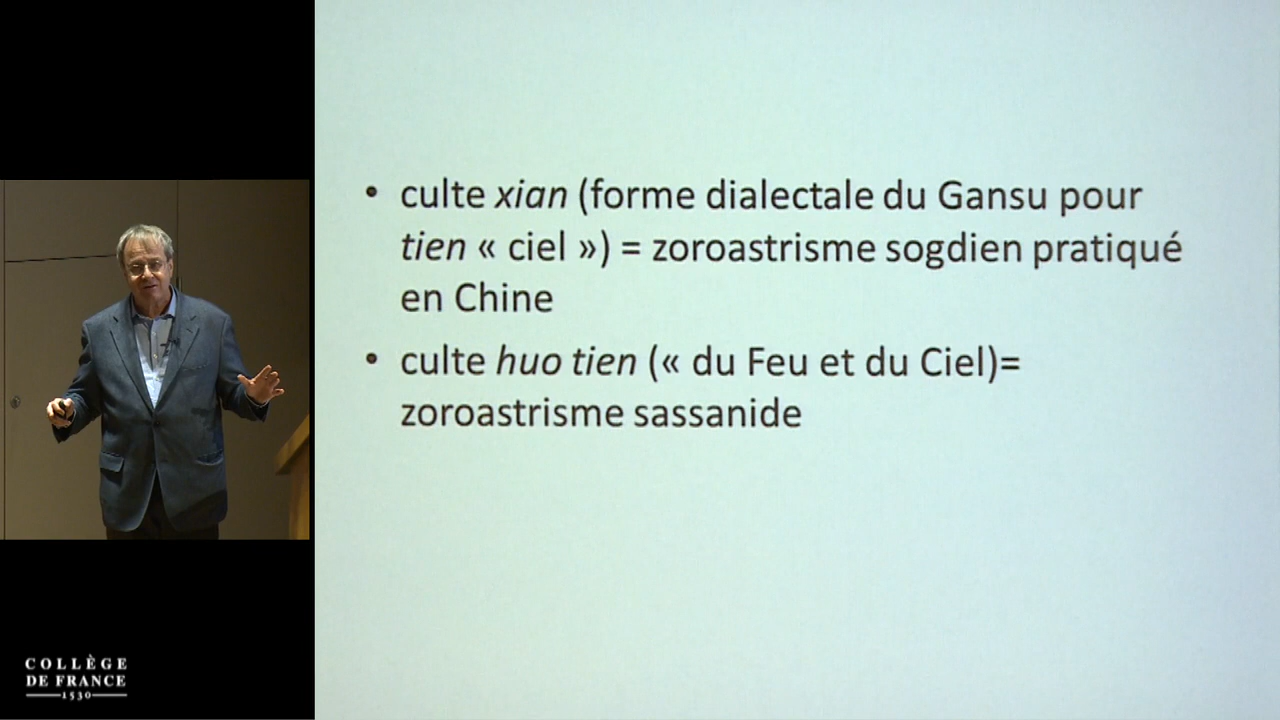 • culte xian (forme dialectale du Gansu pour
tien « ciel ») = zoroastrisme sogdien pratiqué
en Chine
• culte huo tien (« du Feu et du Ciel)=
zoroastrisme sassanide
COLLÈGE
DE FRANCE
1530